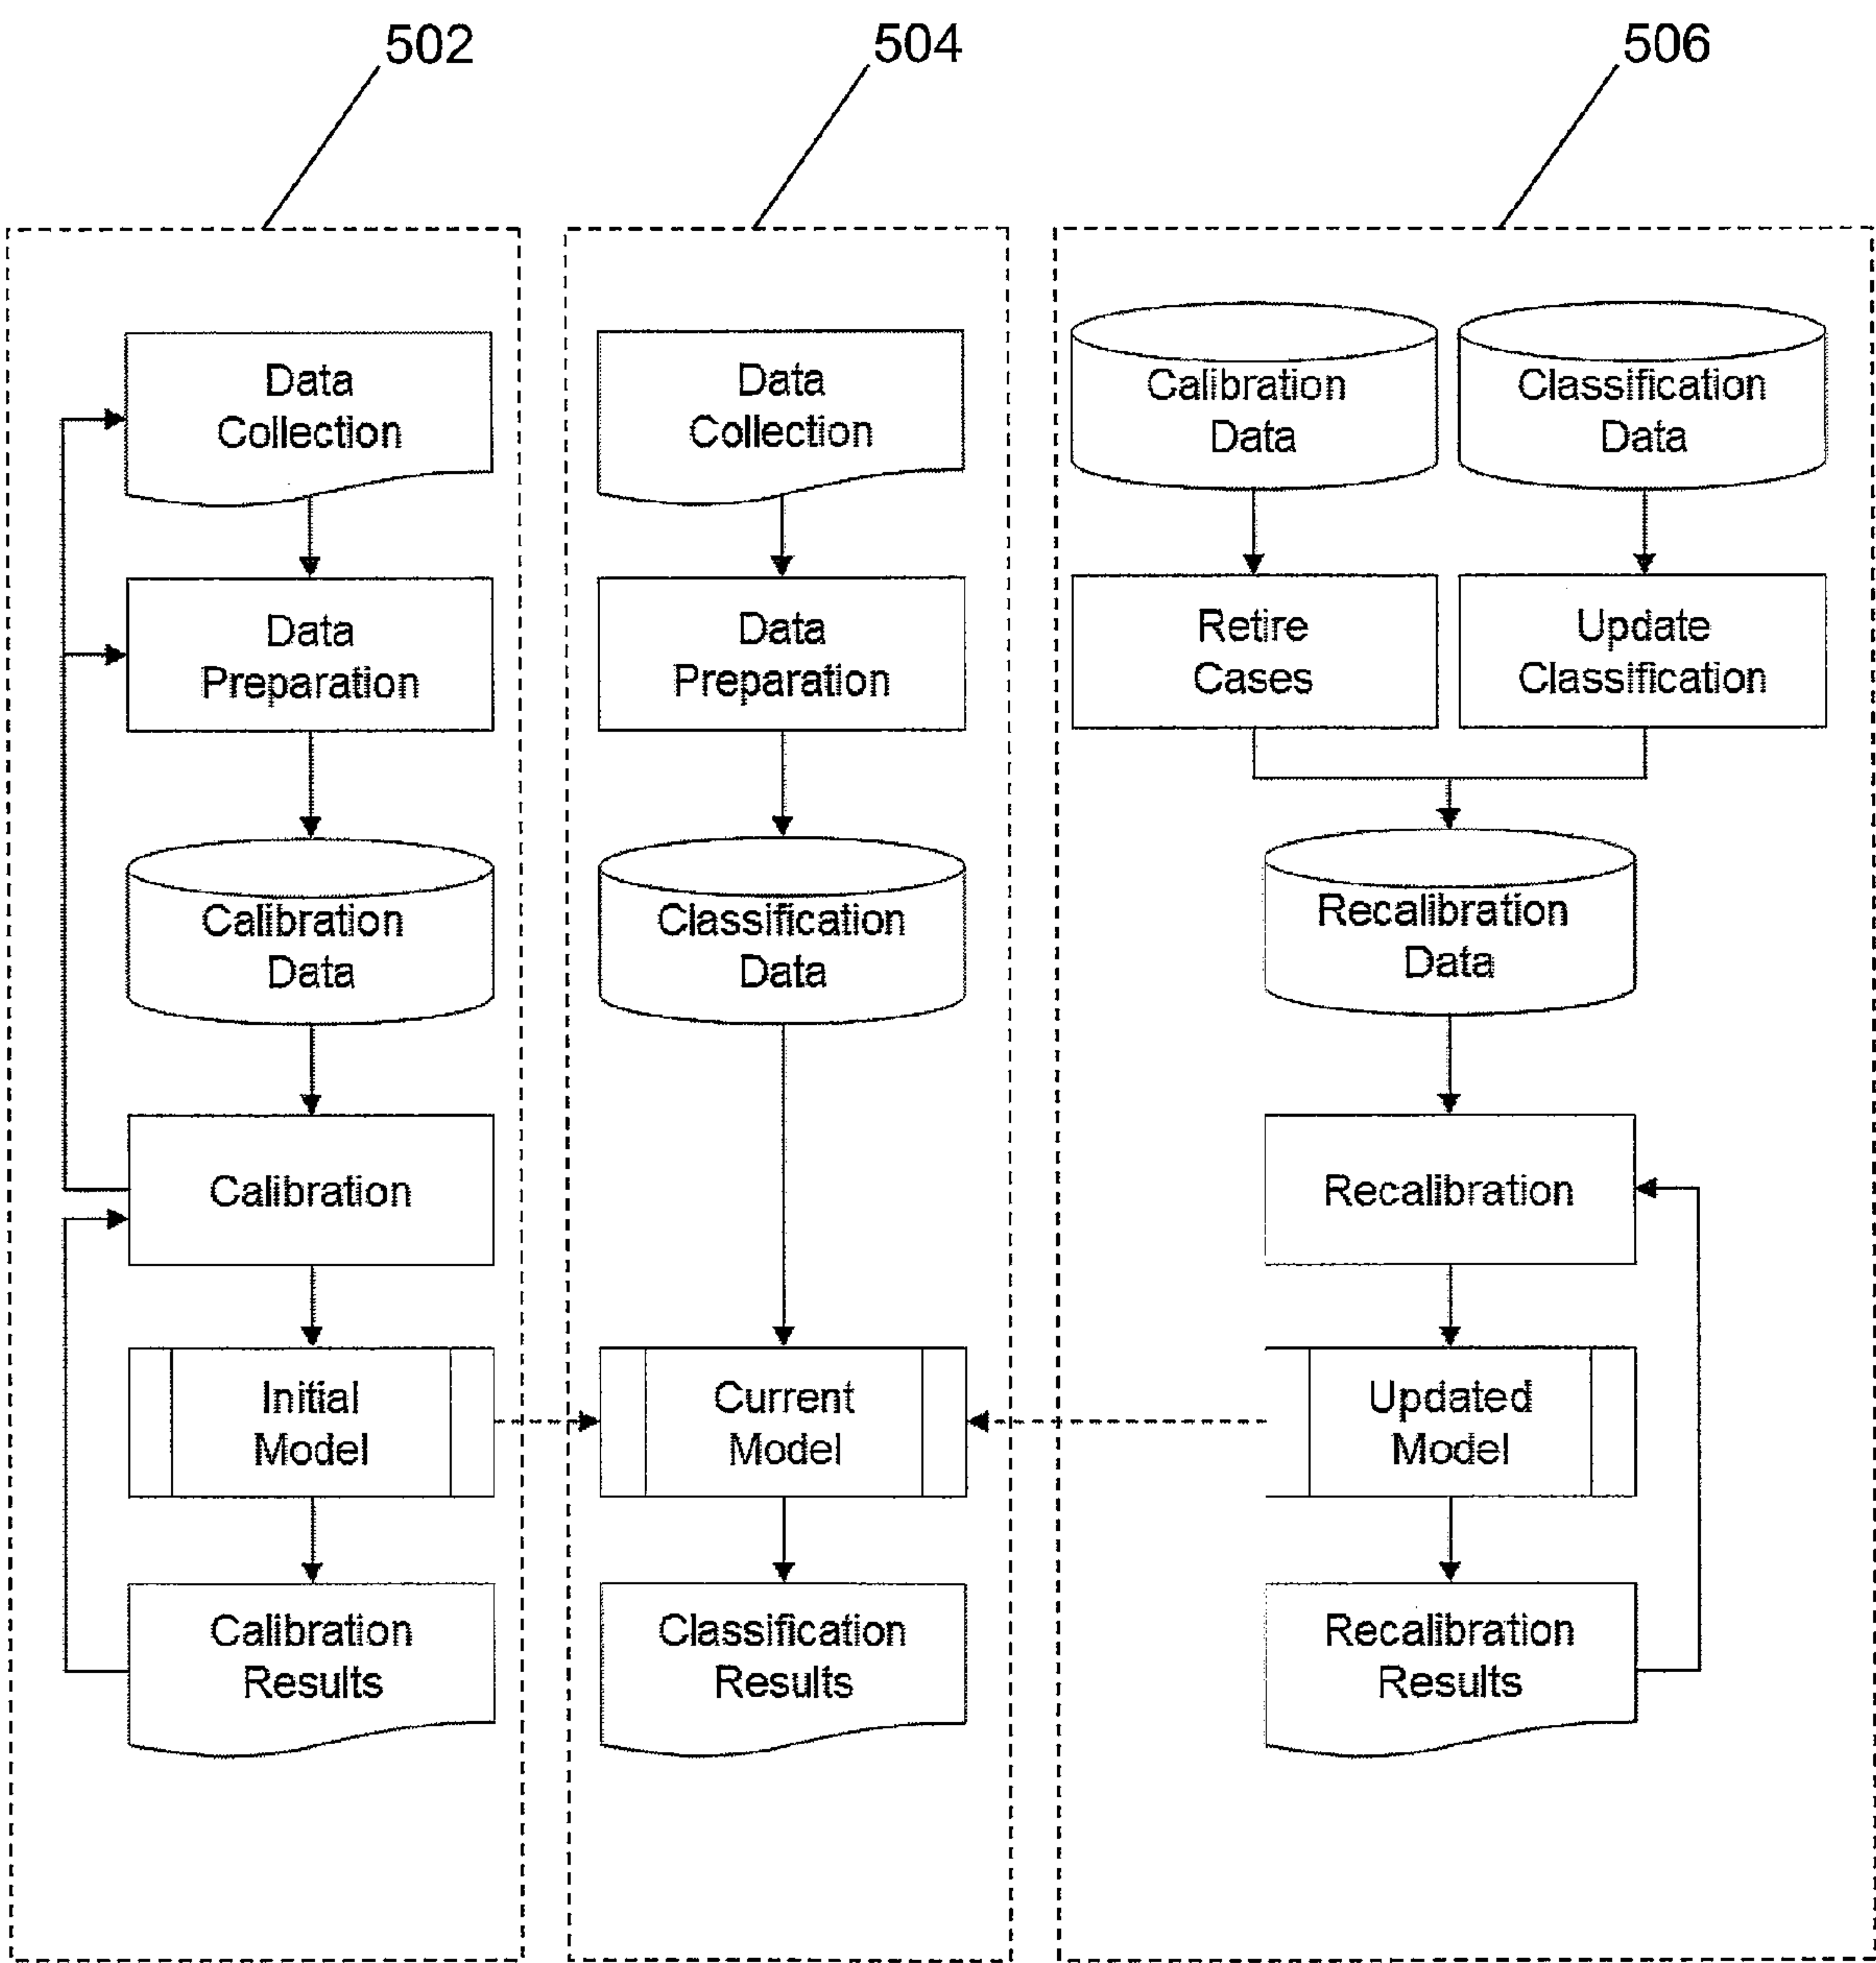 502
504
506
Data
Collection
Data
Preparation
Calibration
Data
Calibration
Initial
Model
Calibration
Results
Data
Collection
Data
Preparation
Classification
Data
Current
Model
Classification
Results
Calibration
Data
Classification
Data
Retire
Cases
Update
Classification
Recalibration
Data
Recalibration
Updated
Model
Recalibration
Results